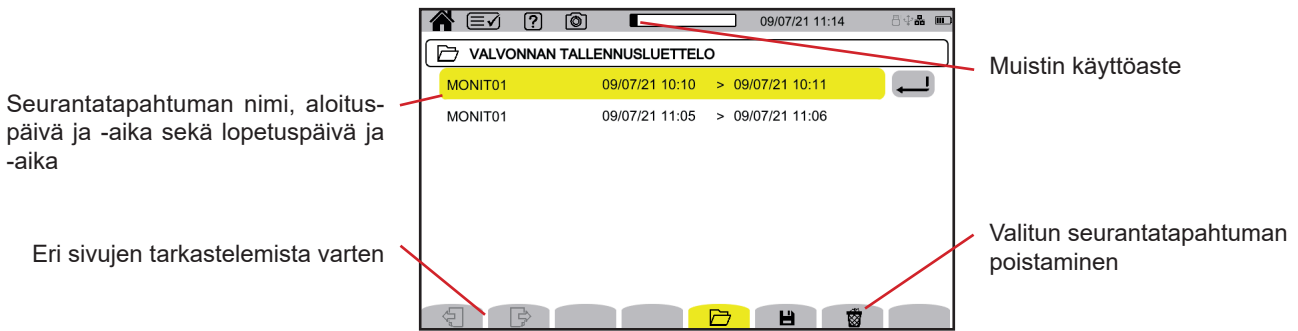 09/07/21 11:14
VALVONNAN TALLENNUSLUETTELO
MONIT01 09/07/21 10:10 > 09/07/21 10:11
MONIT01 09/07/21 11:05 > 09/07/21 11:06
Muistin käyttöaste
Seurantatapahtuman nimi, aloitus-
päivä ja -aika sekä lopetuspäivä ja
-aika
Eri sivujen tarkastelemista varten
Valitun seurantatapahtuman
poistaminen